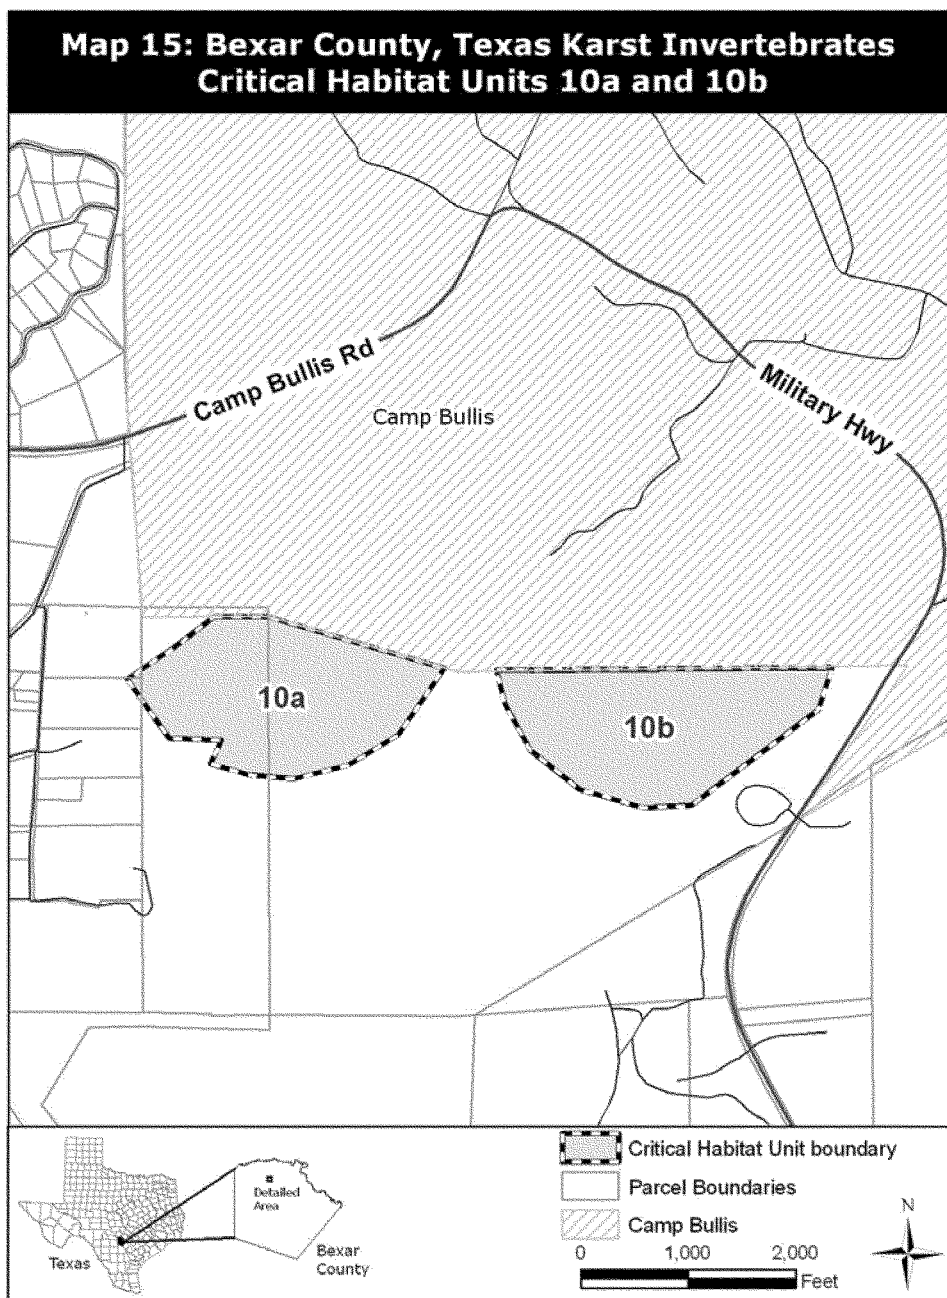 Map 15: Bexar County, Texas Karst Invertebrates
Critical Habitat Units 10a and 10b
Camp Bullis Rd
Military Hwy
Camp Bullis
10a
10b
Critical Habitat Unit boundary
Parcel Boundaries
Camp Bullis
0 1,000 2,000
Feet
N
Detailed
Area
Texas
Bexar
County